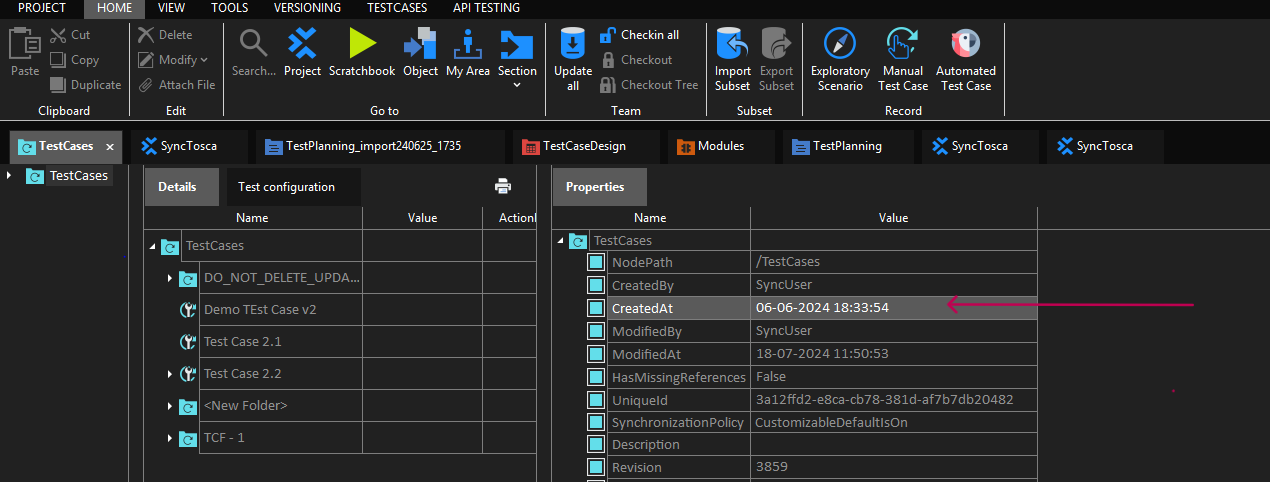 PROJECT HOME VIEW TOOLS VERSIONING TESTCASES API TESTING
Paste
Cut
Copy
Duplicate
Clipboard
Delete
Modify
Attach File
Edit
Search...
Project
Scratchbook
Object
My Area
Section
Go to
Update all
Checkin all
Checkout
Checkout Tree
Team
Import Subset
Export Subset
Subset
Exploratory Scenario
Manual Test Case
Automated Test Case
Record
TestCases x SyncTosca TestPlanning_import240625_1735 TestCaseDesign Modules TestPlanning SyncTosca SyncTosca
TestCases
Details Test configuration
Name Value ActionI
TestCases
DO_NOT_DELETE_UPDA...
Demo TEst Case v2
Test Case 2.1
Test Case 2.2
<New Folder>
TCF - 1
Properties
Name Value
TestCases
NodePath /TestCases
CreatedBy SyncUser
CreatedAt 06-06-2024 18:33:54
ModifiedBy SyncUser
ModifiedAt 18-07-2024 11:50:53
HasMissingReferences False
UniqueId 3a12ffd2-e8ca-cb78-381d-af7b7db20482
SynchronizationPolicy CustomizableDefaultIsOn
Description
Revision 3859